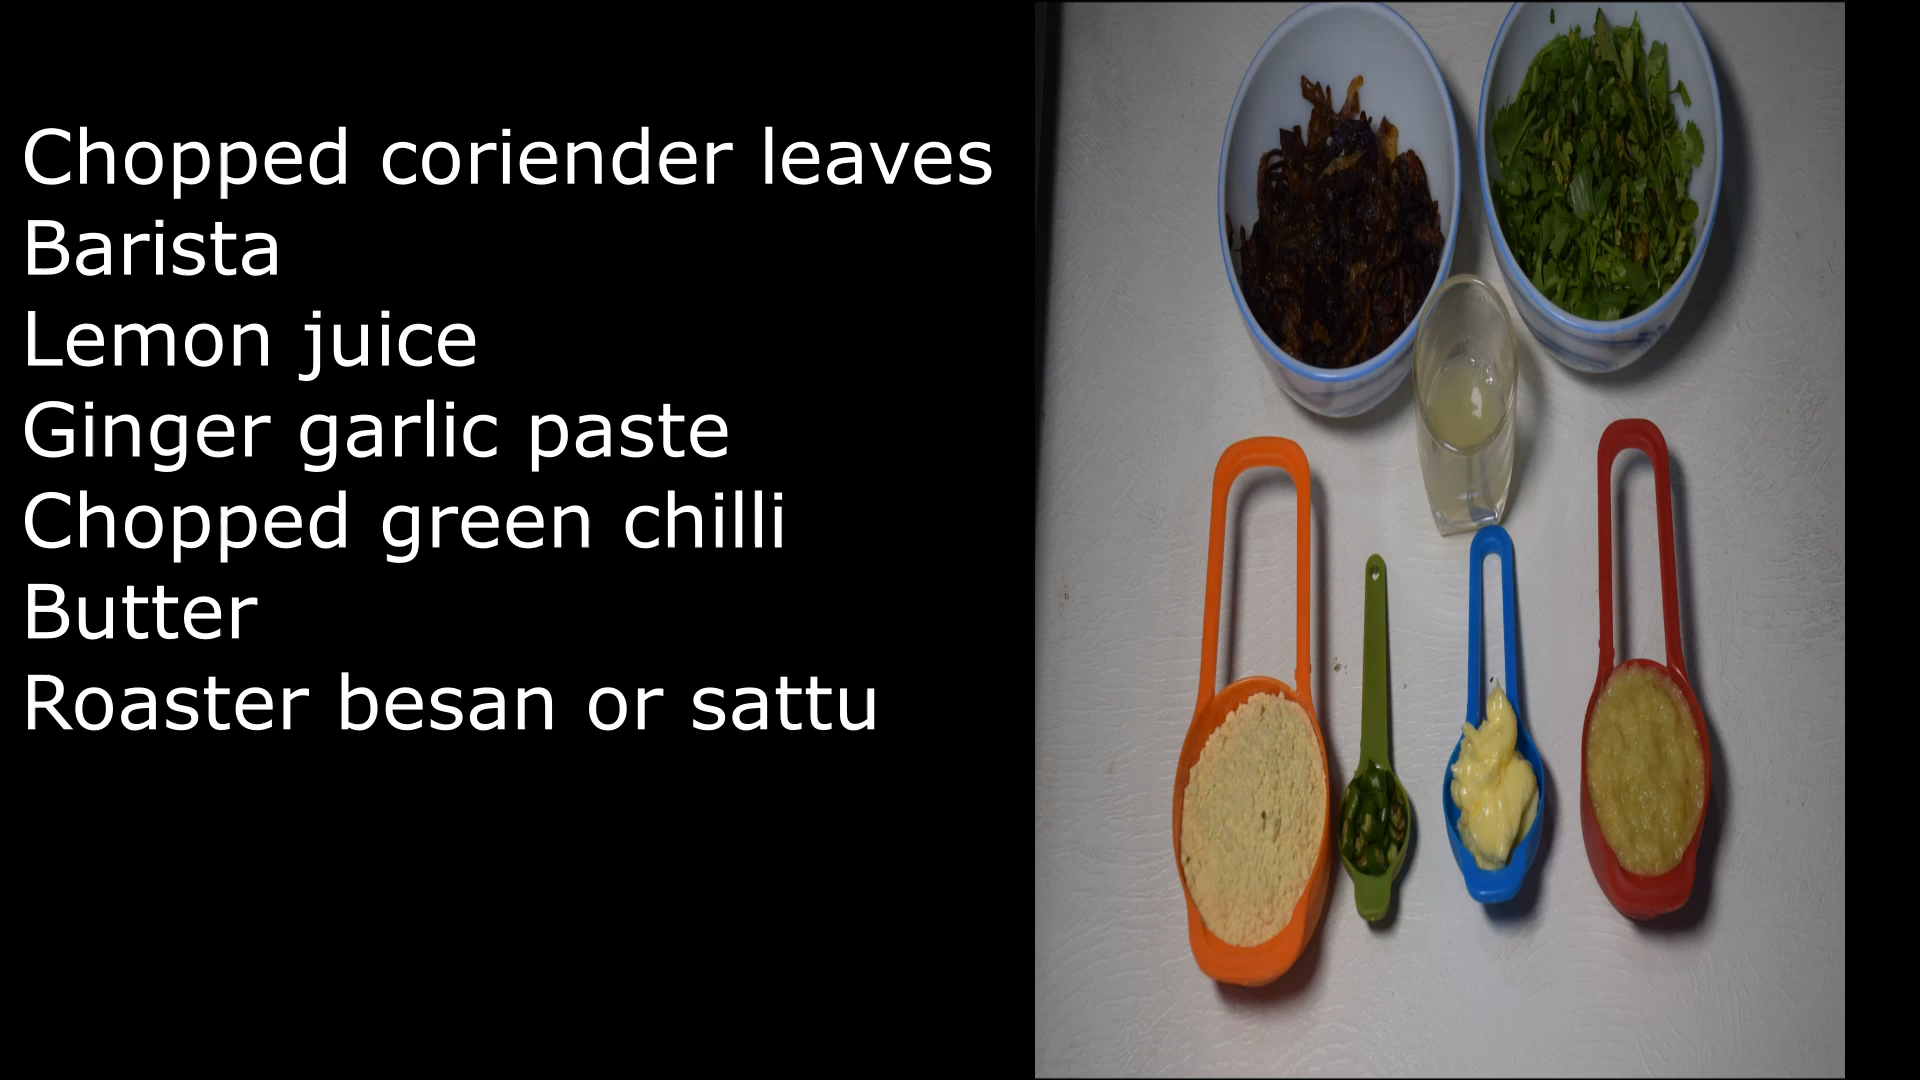 Chopped coriender leaves
Barista
Lemon juice
Ginger garlic paste
Chopped green chilli
Butter
Roaster besan or sattu